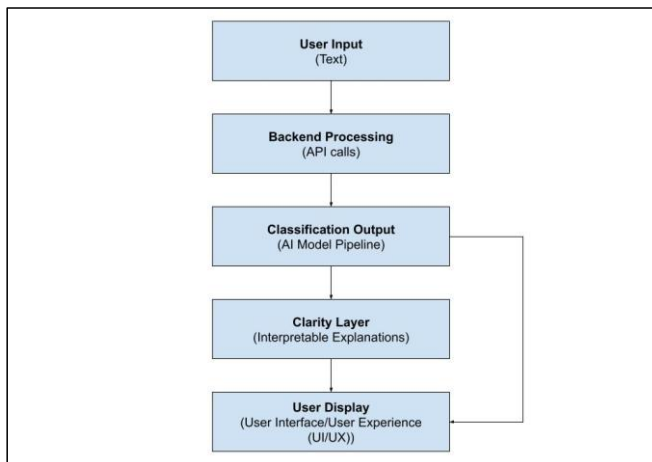 User Input
(Text)
Backend Processing
(API calls)
Classification Output
(AI Model Pipeline)
Clarity Layer
(Interpretable Explanations)
User Display
(User Interface/User Experience
(UI/UX))